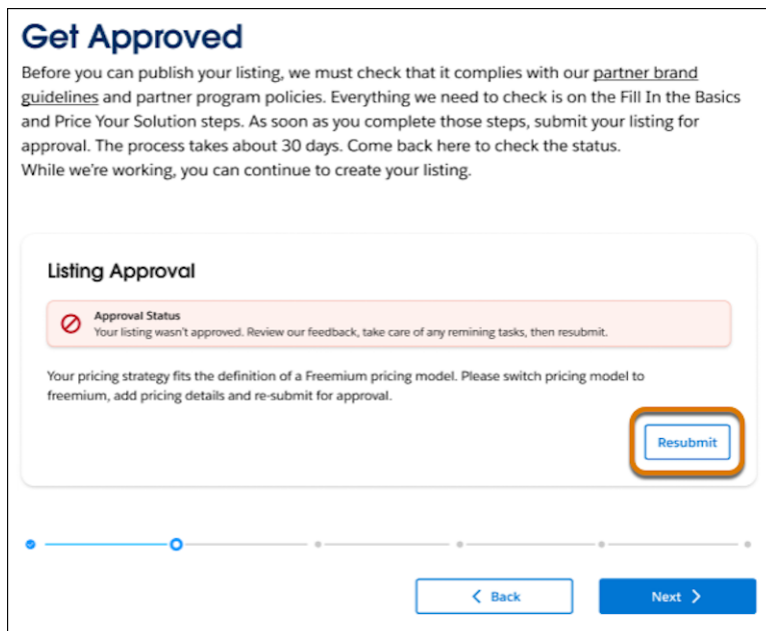 Get Approved
Before you can publish your listing, we must check that it complies with our partner brand
guidelines and partner program policies. Everything we need to check is on the Fill In the Basics
and Price Your Solution steps. As soon as you complete those steps, submit your listing for
approval. The process takes about 30 days. Come back here to check the status.
While we're working, you can continue to create your listing.
Listing Approval
Approval Status
Your listing wasn't approved. Review our feedback, take care of any remining tasks, then resubmit.
Your pricing strategy fits the definition of a Freemium pricing model. Please switch pricing model to
freemium, add pricing details and re-submit for approval.
Resubmit
Back
Next